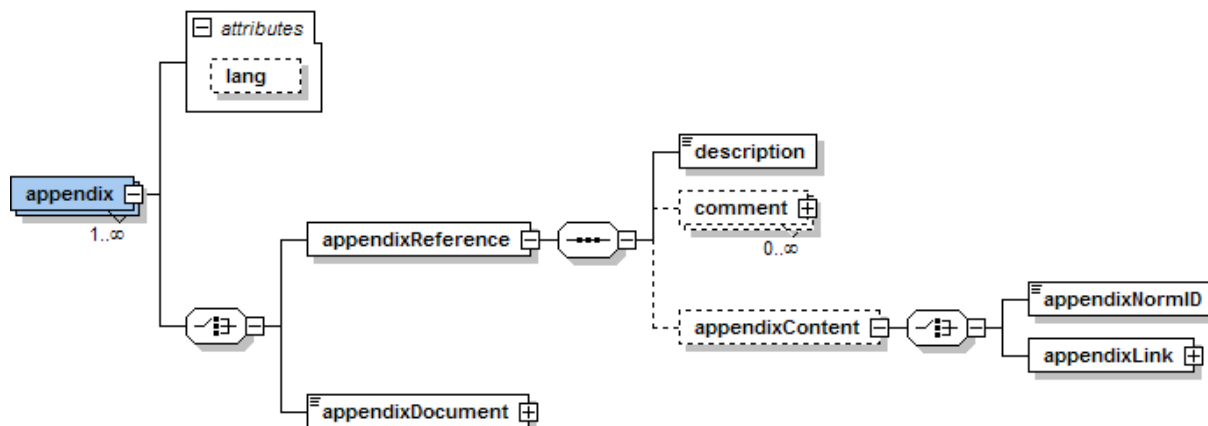 attributes
lang
appendix
1..∞
appendixReference
description
comment
0..∞
appendixContent
appendixNormID
appendixLink
appendixDocument